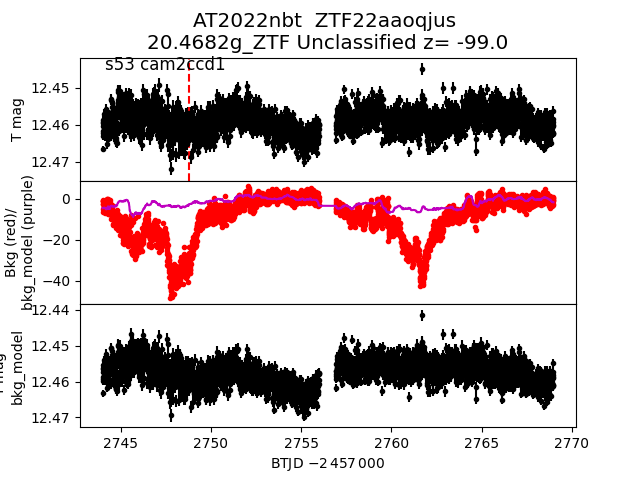 AT2022nbt  ZTF22aaoqjus
20.4682g_ZTF Unclassified z= -99.0
s53 cam2ccd1
T mag
12.45
12.46
12.47
Bkg (red)/
bkg_model (purple)
0
−20
−40
bkg_model
12.44
12.45
12.46
12.47
2745
2750
2755
2760
2765
2770
BTJD −2 457 000